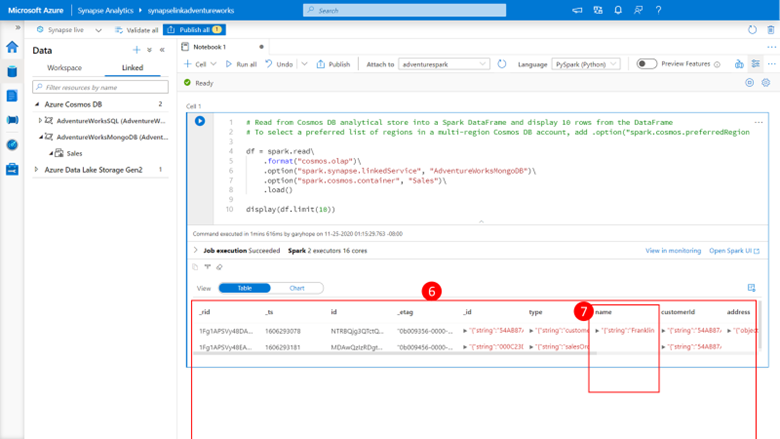 Microsoft Azure | Synapse Analytics ▸ synapselinkadventureworks
Search
Synapse live
Validate all
Publish all 1
Data
Workspace
Linked
Filter resources by name
Azure Cosmos DB 2
AdventureWorksSQL (AdventureW...
AdventureWorksMongoDB (Advent...
Sales
Azure Data Lake Storage Gen2 1
Notebook 1
Cell
Run all
Undo
Publish
Attach to adventurespark
Language PySpark (Python)
Preview Features
Ready
Cell 1
1 # Read from Cosmos DB analytical store into a Spark DataFrame and display 10 rows from the DataFrame
2 # To select a preferred list of regions in a multi-region Cosmos DB account, add .option("spark.cosmos.preferredRegion
3
4 df = spark.read\
5 .format("cosmos.olap")\
6 .option("spark.synapse.linkedService", "AdventureWorksMongoDB")\
7 .option("spark.cosmos.container", "Sales")\
8 .load()
9
10 display(df.limit(10))
Command executed in 1mins 616ms by garyhope on 11-25-2020 01:15:29.763 -08:00
Job execution Succeeded Spark 2 executors 16 cores
View in monitoring
Open Spark UI
View Table Chart
6
7
_rid _ts id _etag _id type name customerId address
1Fg1APSVy48DA... 1606293078 NTRBQjg3QTctQ... "0b009356-0000-... "{"string":"54AB87 "{"string":"custome "{"string":"Franklin "{"string":"54AB87 "{"object
1Fg1APSVy48EA... 1606293181 MDAwQzIzRDgt... "0b009456-0000-... "{"string":"000C23D "{"string":"salesOr "{"string":"54AB87